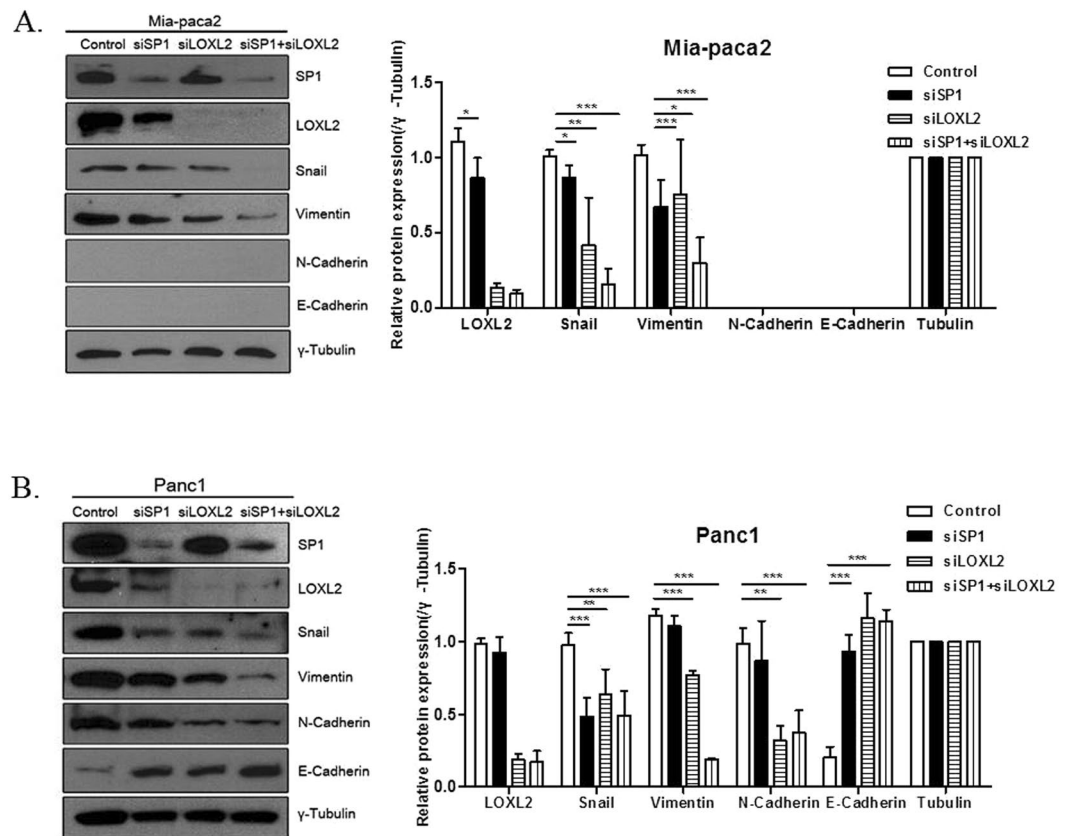 A.
Mia-paca2
Control siSP1 siLOXL2 siSP1+siLOXL2
SP1
LOXL2
Snail
Vimentin
N-Cadherin
E-Cadherin
γ-Tubulin
Mia-paca2
Relative protein expression(/γ -Tubulin)
1.5
1.0
0.5
0.0
*
*
**
***
***
*
***
LOXL2 Snail Vimentin N-Cadherin E-Cadherin Tubulin
Control
siSP1
siLOXL2
siSP1+siLOXL2
B.
Panc1
Control siSP1 siLOXL2 siSP1+siLOXL2
SP1
LOXL2
Snail
Vimentin
N-Cadherin
E-Cadherin
γ-Tubulin
Panc1
Relative protein expression(/γ -Tubulin)
1.5
1.0
0.5
0.0
***
**
***
***
***
**
***
***
***
LOXL2 Snail Vimentin N-Cadherin E-Cadherin Tubulin
Control
siSP1
siLOXL2
siSP1+siLOXL2